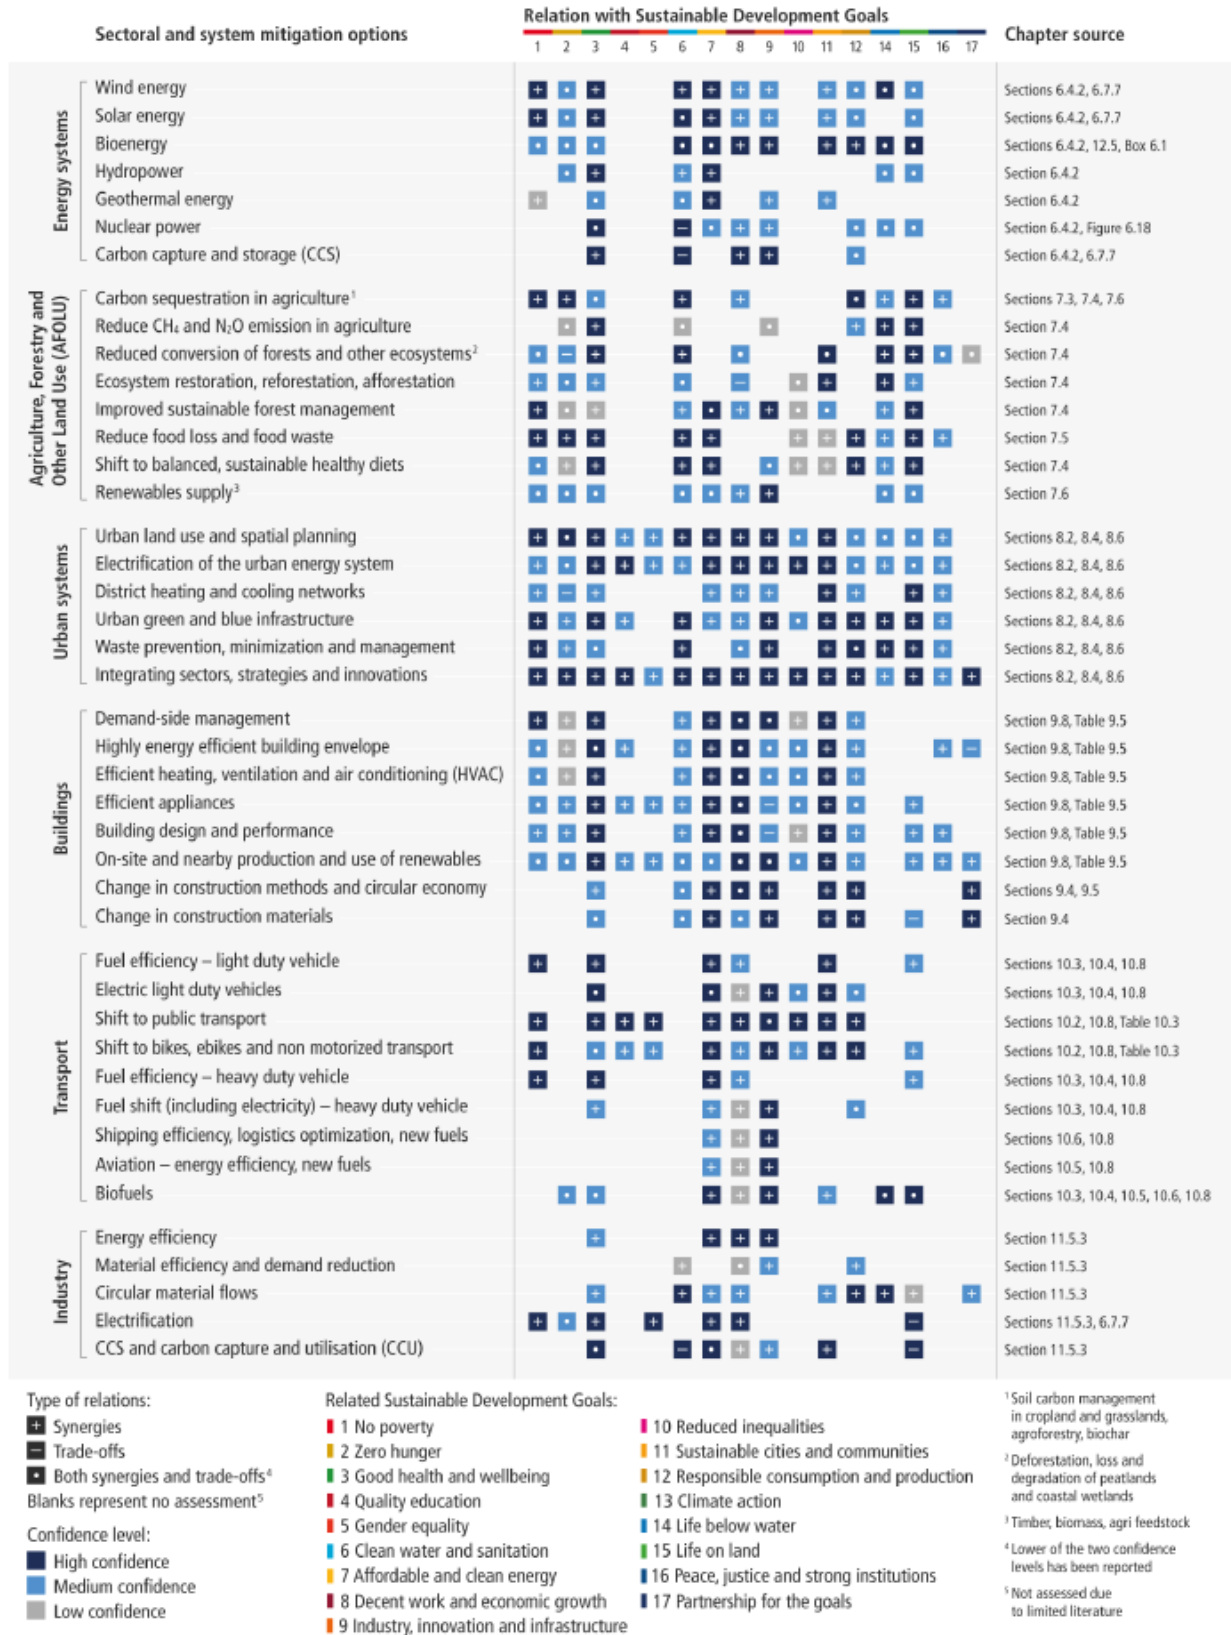 Relation with Sustainable Development Goals
Sectoral and system mitigation options
1 2 3 4 5 6 7 8 9 10 11 12 14 15 16 17
Chapter source
Energy systems
Wind energy
Sections 6.4.2, 6.7.7
Solar energy
Sections 6.4.2, 6.7.7
Bioenergy
Sections 6.4.2, 12.5, Box 6.1
Hydropower
Section 6.4.2
Geothermal energy
Section 6.4.2
Nuclear power
Section 6.4.2, Figure 6.18
Carbon capture and storage (CCS)
Section 6.4.2, 6.7.7
Agriculture, Forestry and
Other Land Use (AFOLU)
Carbon sequestration in agriculture¹
Sections 7.3, 7.4, 7.6
Reduce CH₄ and N₂O emission in agriculture
Section 7.4
Reduced conversion of forests and other ecosystems²
Section 7.4
Ecosystem restoration, reforestation, afforestation
Section 7.4
Improved sustainable forest management
Section 7.4
Reduce food loss and food waste
Section 7.5
Shift to balanced, sustainable healthy diets
Section 7.4
Renewables supply³
Section 7.6
Urban systems
Urban land use and spatial planning
Sections 8.2, 8.4, 8.6
Electrification of the urban energy system
Sections 8.2, 8.4, 8.6
District heating and cooling networks
Sections 8.2, 8.4, 8.6
Urban green and blue infrastructure
Sections 8.2, 8.4, 8.6
Waste prevention, minimization and management
Sections 8.2, 8.4, 8.6
Integrating sectors, strategies and innovations
Sections 8.2, 8.4, 8.6
Buildings
Demand-side management
Section 9.8, Table 9.5
Highly energy efficient building envelope
Section 9.8, Table 9.5
Efficient heating, ventilation and air conditioning (HVAC)
Section 9.8, Table 9.5
Efficient appliances
Section 9.8, Table 9.5
Building design and performance
Section 9.8, Table 9.5
On-site and nearby production and use of renewables
Section 9.8, Table 9.5
Change in construction methods and circular economy
Sections 9.4, 9.5
Change in construction materials
Section 9.4
Transport
Fuel efficiency – light duty vehicle
Sections 10.3, 10.4, 10.8
Electric light duty vehicles
Sections 10.3, 10.4, 10.8
Shift to public transport
Sections 10.2, 10.8, Table 10.3
Shift to bikes, ebikes and non motorized transport
Sections 10.2, 10.8, Table 10.3
Fuel efficiency – heavy duty vehicle
Sections 10.3, 10.4, 10.8
Fuel shift (including electricity) – heavy duty vehicle
Sections 10.3, 10.4, 10.8
Shipping efficiency, logistics optimization, new fuels
Sections 10.6, 10.8
Aviation – energy efficiency, new fuels
Sections 10.5, 10.8
Biofuels
Sections 10.3, 10.4, 10.5, 10.6, 10.8
Industry
Energy efficiency
Section 11.5.3
Material efficiency and demand reduction
Section 11.5.3
Circular material flows
Section 11.5.3
Electrification
Sections 11.5.3, 6.7.7
CCS and carbon capture and utilisation (CCU)
Section 11.5.3
Type of relations:
Synergies
Trade-offs
Both synergies and trade-offs⁴
Blanks represent no assessment⁵
Confidence level:
High confidence
Medium confidence
Low confidence
Related Sustainable Development Goals:
1 No poverty
2 Zero hunger
3 Good health and wellbeing
4 Quality education
5 Gender equality
6 Clean water and sanitation
7 Affordable and clean energy
8 Decent work and economic growth
9 Industry, innovation and infrastructure
10 Reduced inequalities
11 Sustainable cities and communities
12 Responsible consumption and production
13 Climate action
14 Life below water
15 Life on land
16 Peace, justice and strong institutions
17 Partnership for the goals
¹ Soil carbon management
in cropland and grasslands,
agroforestry, biochar
² Deforestation, loss and
degradation of peatlands
and coastal wetlands
³ Timber, biomass, agri feedstock
⁴ Lower of the two confidence
levels has been reported
⁵ Not assessed due
to limited literature